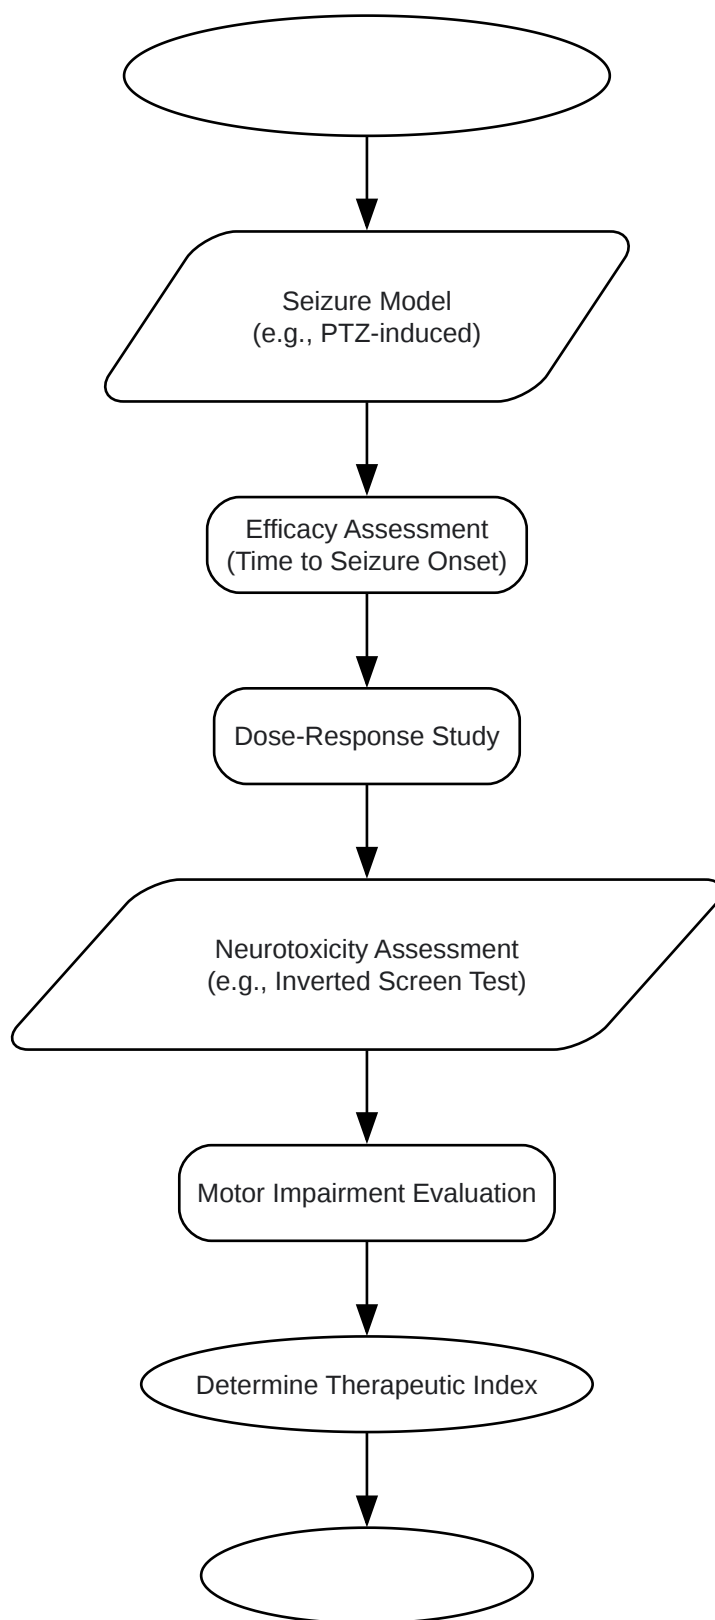 Seizure Model
(e.g., PTZ-induced)
Efficacy Assessment
(Time to Seizure Onset)
Dose-Response Study
Neurotoxicity Assessment
(e.g., Inverted Screen Test)
Motor Impairment Evaluation
Determine Therapeutic Index